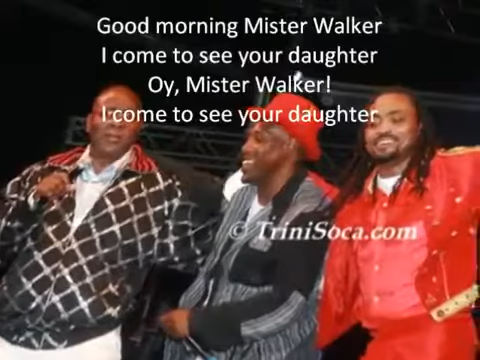 Good morning Mister Walker
I come to see your daughter
Oy, Mister Walker!
I come to see your daughter
© TriniSoca.com